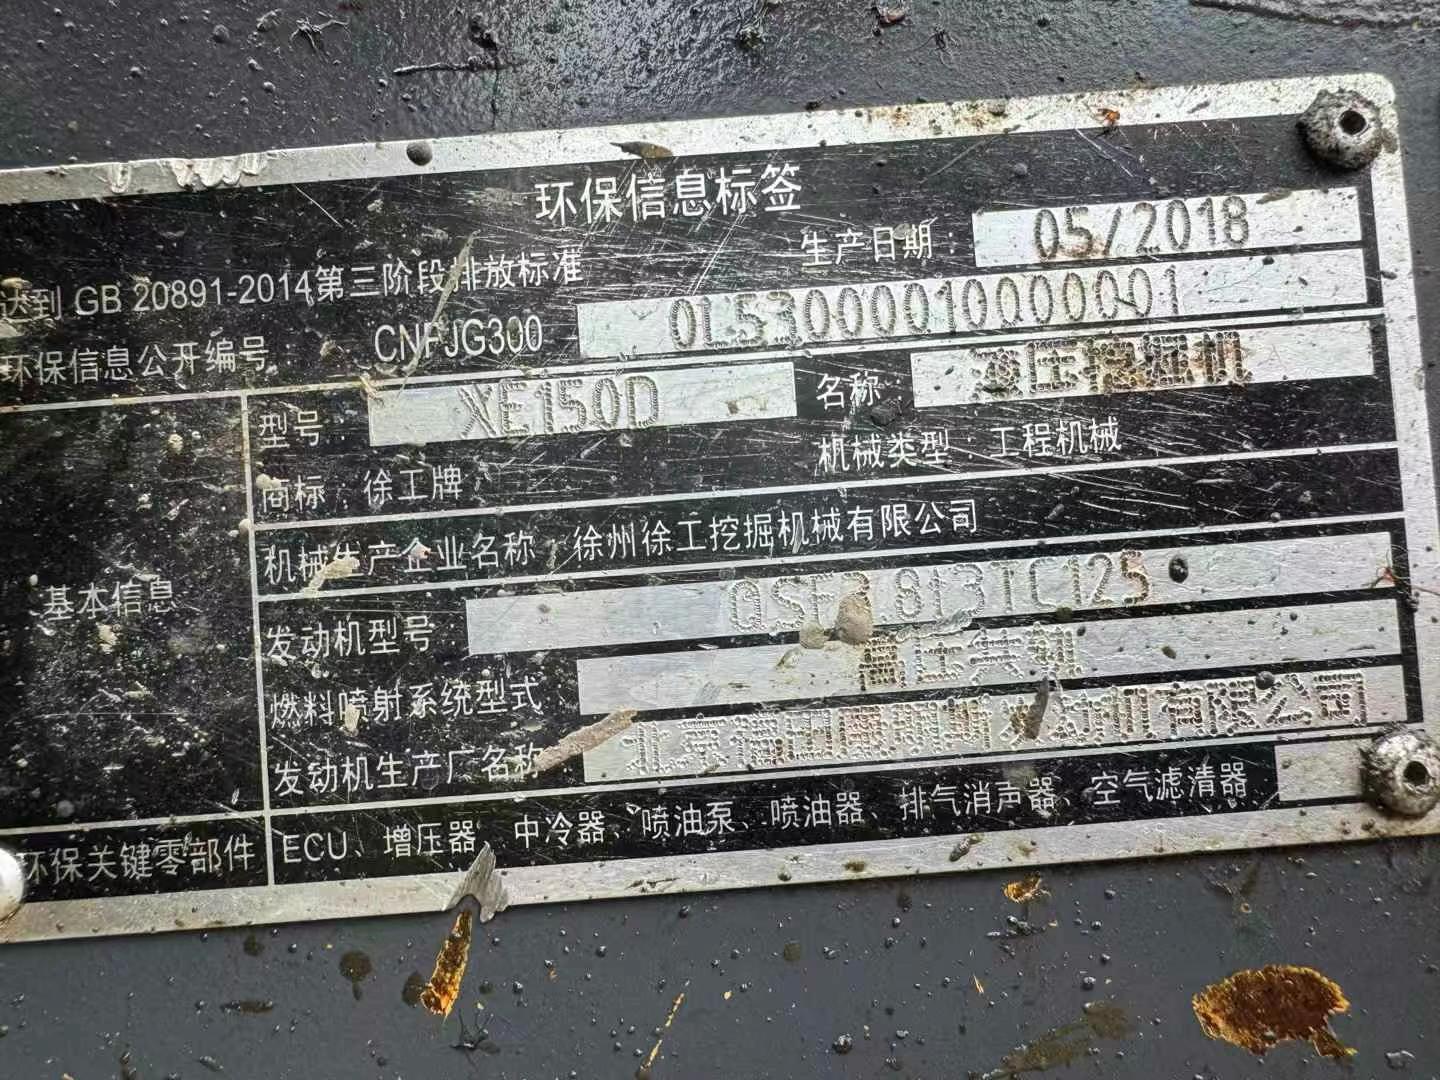 环保信息标签
生产日期：05/2018
达到 GB 20891-2014第三阶段排放标准
环保信息公开编号：CNFJG300 0L53000010000001
型号：XE150D 名称：液压挖掘机
商标：徐工牌 机械类型：工程机械
机械生产企业名称：徐州徐工挖掘机械有限公司
基本信息
发动机型号 QSF3.8t3TC125
燃料喷射系统型式 高压共轨
发动机生产厂名称 北京福田康明斯发动机有限公司
环保关键零部件 ECU、增压器、中冷器、喷油泵、喷油器、排气消声器、空气滤清器